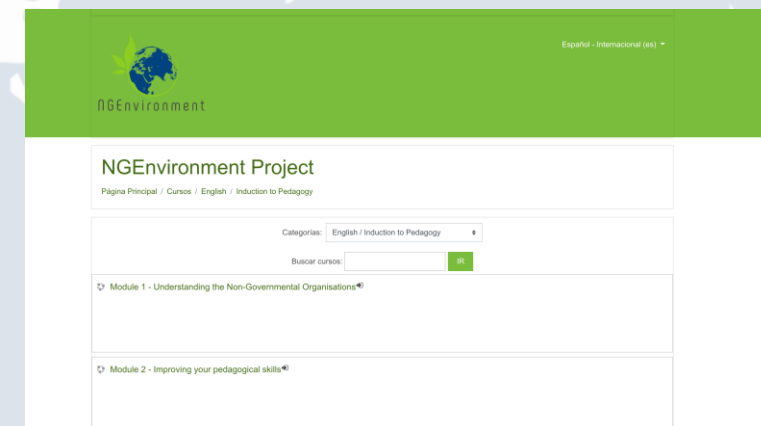 Español - Internacional (es)
NGEnvironment
NGEnvironment Project
Página Principal / Cursos / English / Induction to Pedagogy
Categorías: English / Induction to Pedagogy
Buscar cursos: IR
Module 1 - Understanding the Non-Governmental Organisations
Module 2 - Improving your pedagogical skills